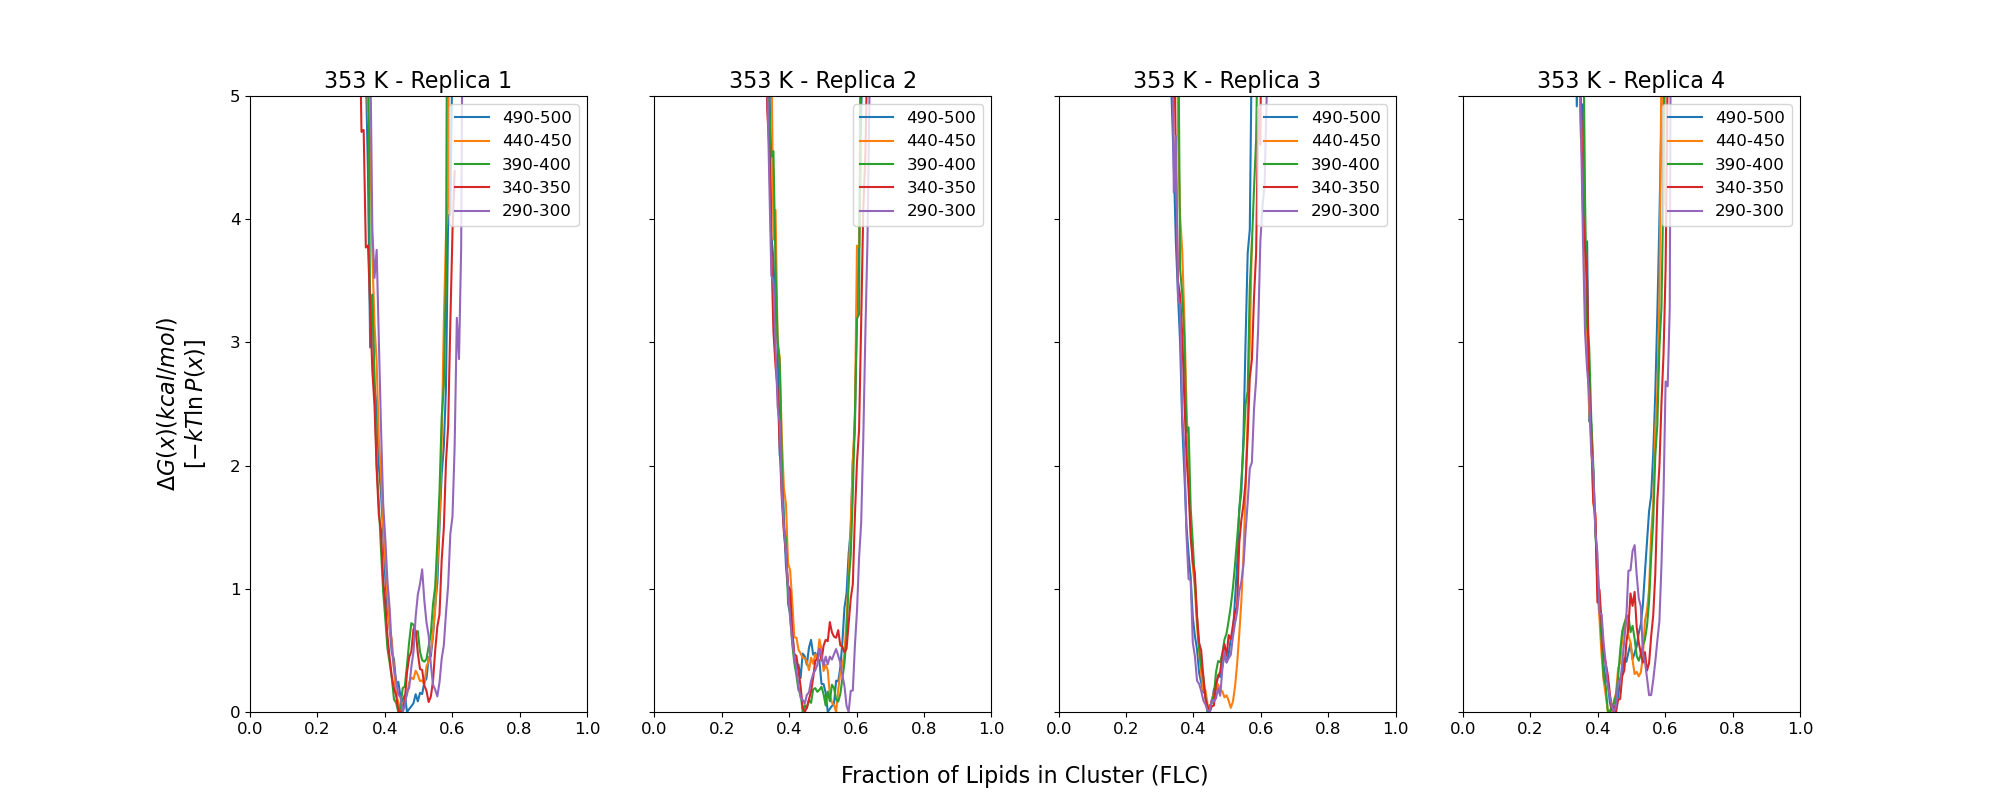 353 K - Replica 1
353 K - Replica 2
353 K - Replica 3
353 K - Replica 4
ΔG(x)(kcal/mol)
[−kT ln P(x)]
5
4
3
2
1
0
490-500
440-450
390-400
340-350
290-300
490-500
440-450
390-400
340-350
290-300
490-500
440-450
390-400
340-350
290-300
490-500
440-450
390-400
340-350
290-300
0.0 0.2 0.4 0.6 0.8 1.0
0.0 0.2 0.4 0.6 0.8 1.0
0.0 0.2 0.4 0.6 0.8 1.0
0.0 0.2 0.4 0.6 0.8 1.0
Fraction of Lipids in Cluster (FLC)